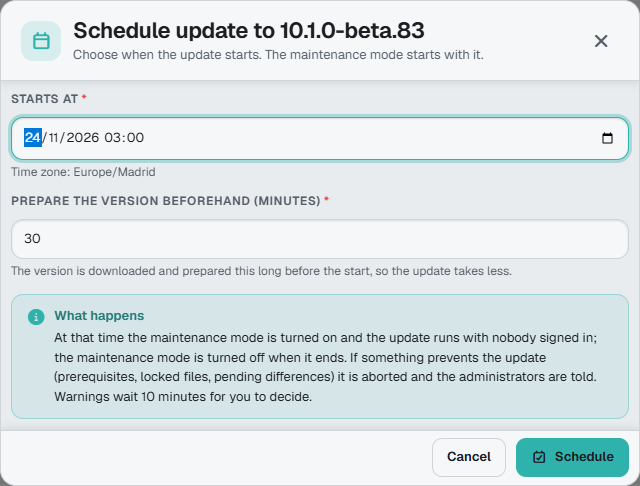 Schedule update to 10.1.0-beta.83
Choose when the update starts. The maintenance mode starts with it.
STARTS AT *
24/11/2026 03:00
Time zone: Europe/Madrid
PREPARE THE VERSION BEFOREHAND (MINUTES) *
30
The version is downloaded and prepared this long before the start, so the update takes less.
What happens
At that time the maintenance mode is turned on and the update runs with nobody signed in;
the maintenance mode is turned off when it ends. If something prevents the update
(prerequisites, locked files, pending differences) it is aborted and the administrators are told.
Warnings wait 10 minutes for you to decide.
Cancel
Schedule